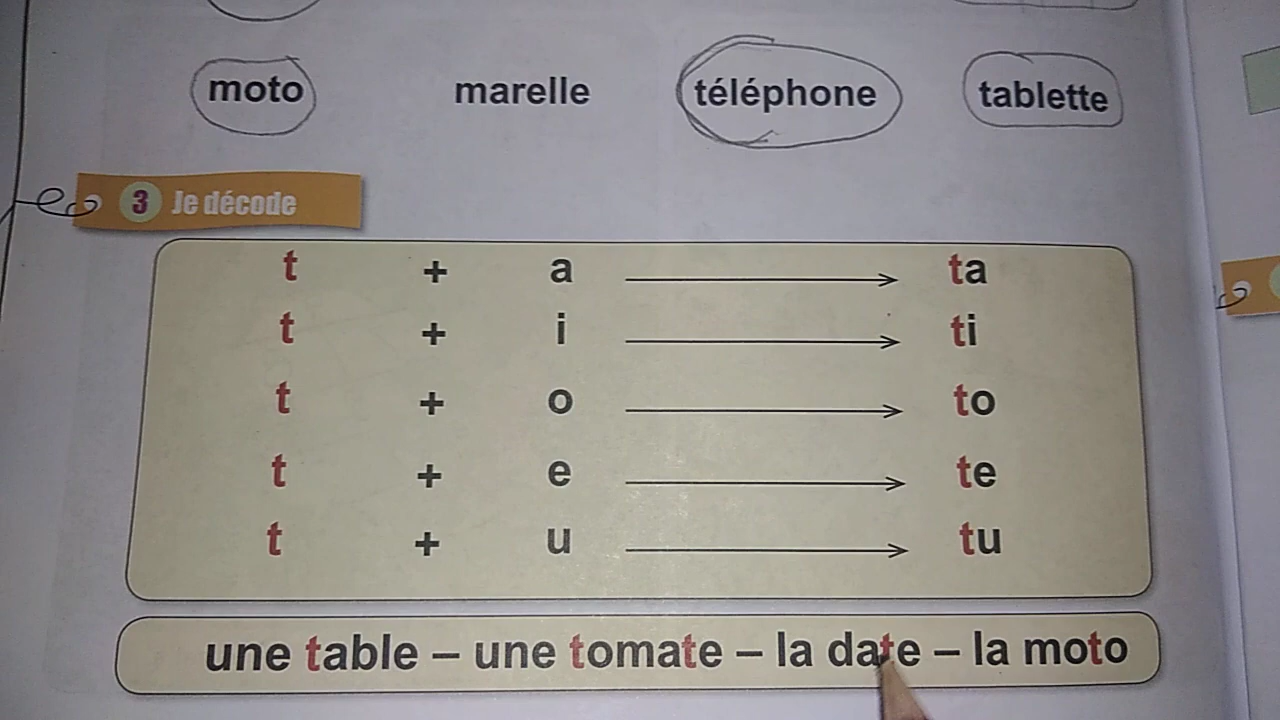 moto marelle téléphone tablette
3 Je décode
t + a ta
t + i ti
t + o to
t + e te
t + u tu
une table – une tomate – la date – la moto